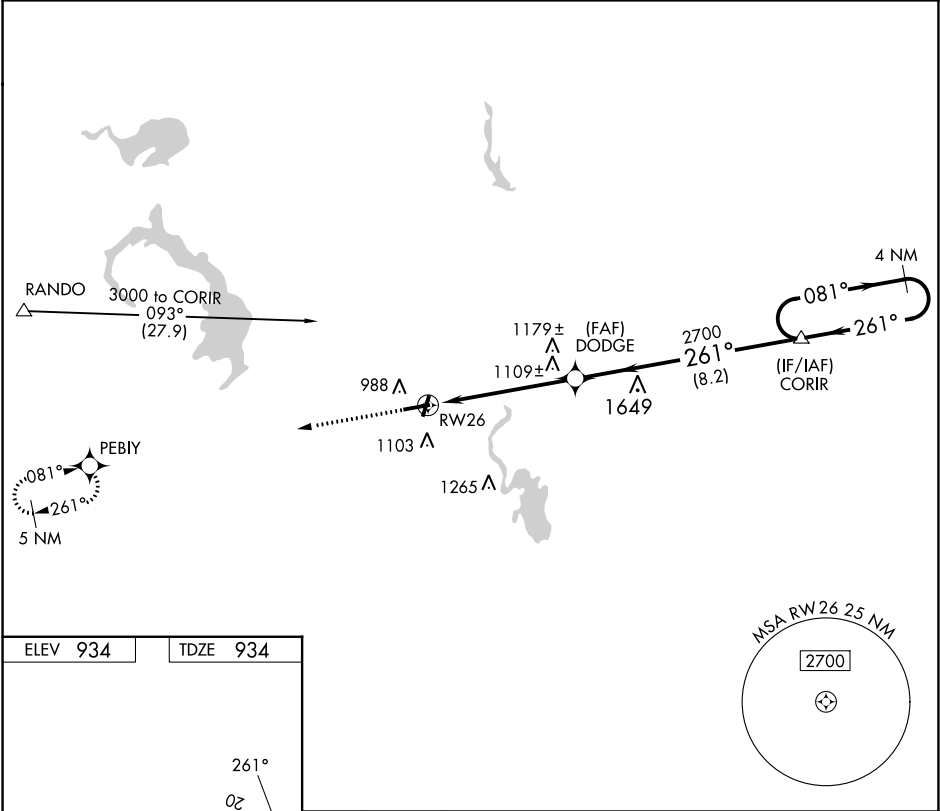 4 NM
081°
261°
(IF/IAF)
CORIR
RANDO
3000 to CORIR
093°
(27.9)
1179±
(FAF)
DODGE
1109±
2700
261°
(8.2)
1649
988
RW26
1103
1265
PEBIY
081°
261°
5 NM
MSA RW26 25 NM
2700
ELEV 934
TDZE 934
261°
20